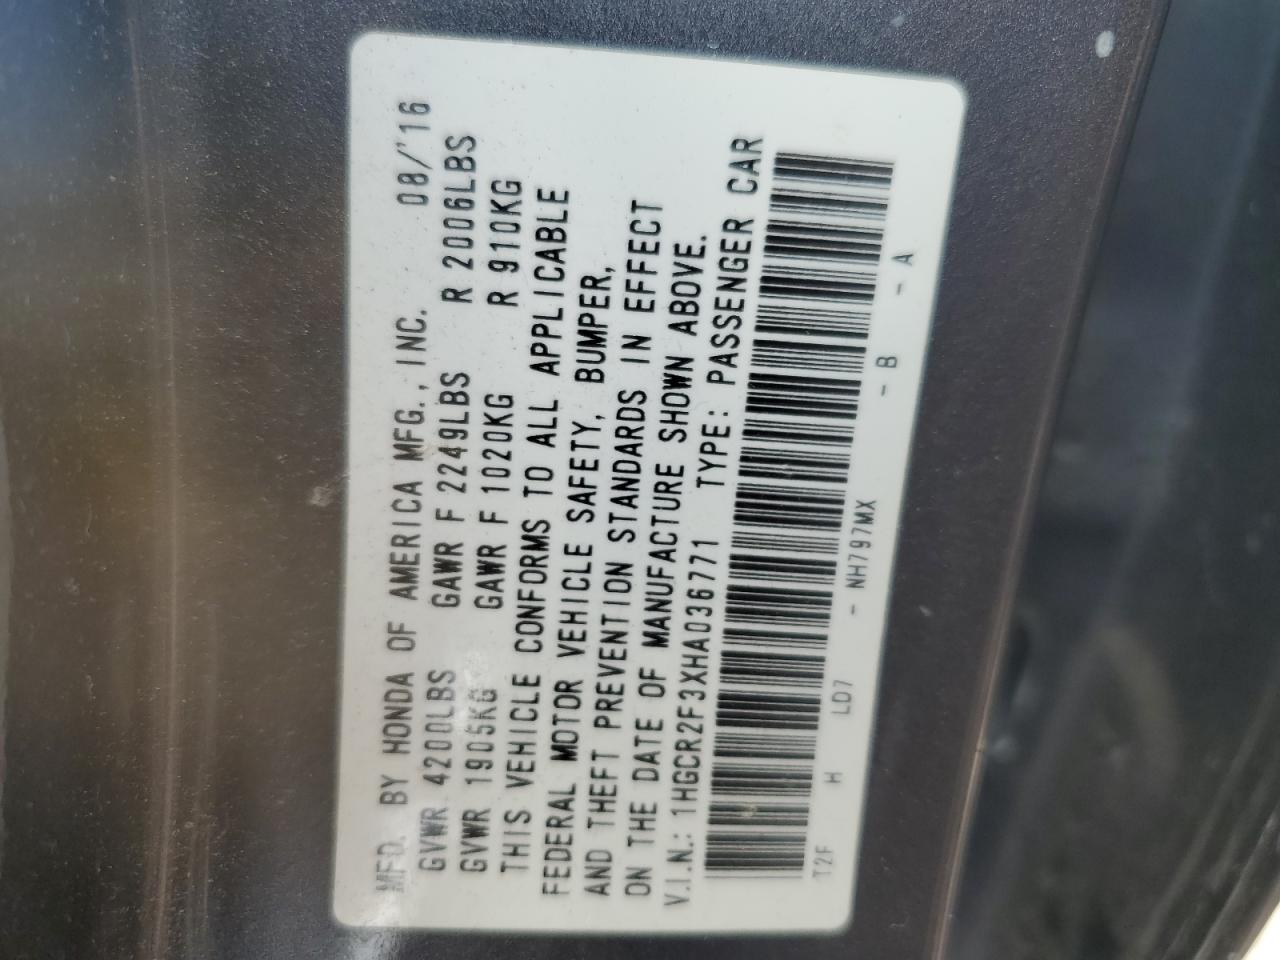 MFD. BY HONDA OF AMERICA MFG., INC. 08/'16
GVWR 4200LBS GAWR F 2249LBS R 2006LBS
GVWR 1905KG GAWR F 1020KG R 910KG
THIS VEHICLE CONFORMS TO ALL APPLICABLE
FEDERAL MOTOR VEHICLE SAFETY, BUMPER,
AND THEFT PREVENTION STANDARDS IN EFFECT
ON THE DATE OF MANUFACTURE SHOWN ABOVE.
V.I.N.: 1HGCR2F3XHA036771 TYPE: PASSENGER CAR
T2F H LD7 - NH797MX - B - A